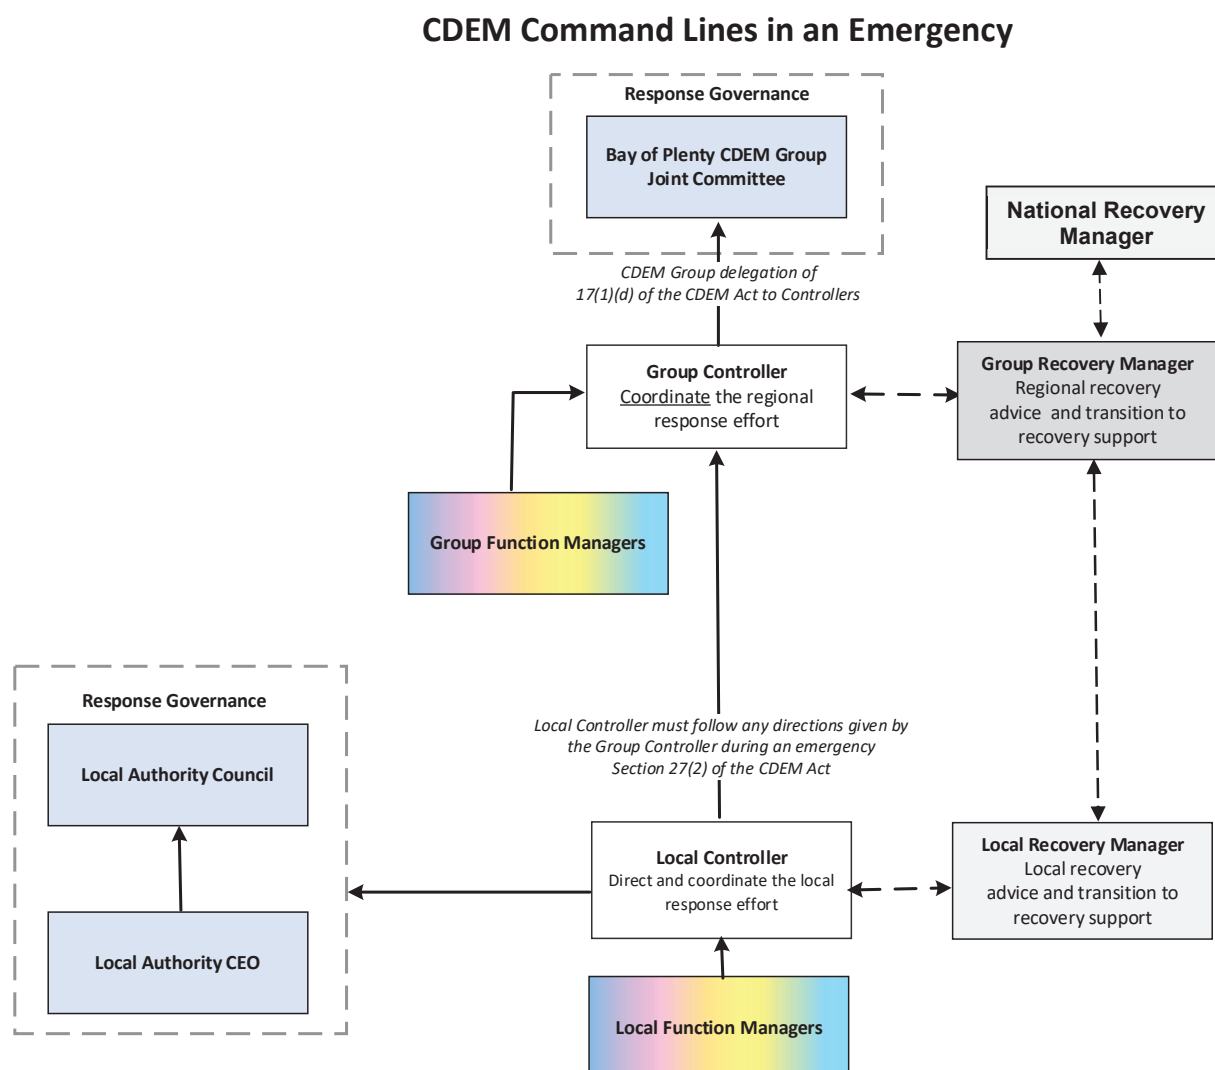 CDEM Command Lines in an Emergency
Response Governance
Bay of Plenty CDEM Group
Joint Committee
National Recovery
Manager
CDEM Group delegation of
17(1)(d) of the CDEM Act to Controllers
Group Controller
Coordinate the regional
response effort
Group Recovery Manager
Regional recovery
advice and transition to
recovery support
Group Function Managers
Response Governance
Local Authority Council
Local Authority CEO
Local Controller must follow any directions given by
the Group Controller during an emergency
Section 27(2) of the CDEM Act
Local Controller
Direct and coordinate the local
response effort
Local Recovery Manager
Local recovery
advice and transition to
recovery support
Local Function Managers